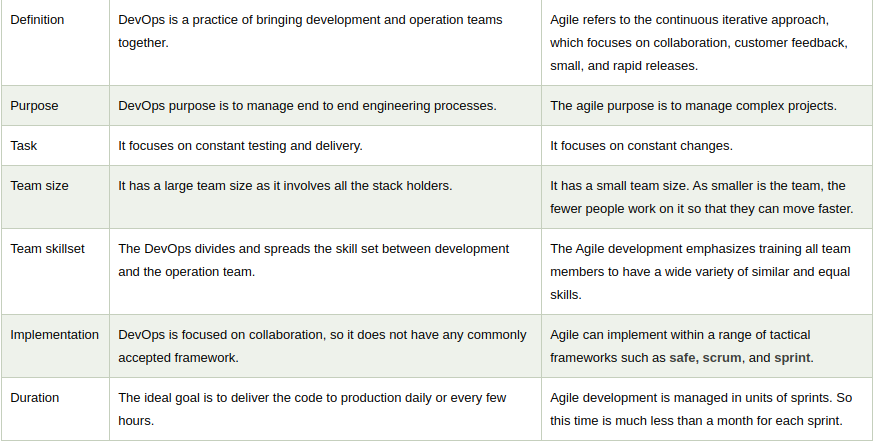 Definition
DevOps is a practice of bringing development and operation teams
together.
Agile refers to the continuous iterative approach,
which focuses on collaboration, customer feedback,
small, and rapid releases.
Purpose
DevOps purpose is to manage end to end engineering processes.
The agile purpose is to manage complex projects.
Task
It focuses on constant testing and delivery.
It focuses on constant changes.
Team size
It has a large team size as it involves all the stack holders.
It has a small team size. As smaller is the team, the
fewer people work on it so that they can move faster.
Team skillset
The DevOps divides and spreads the skill set between development
and the operation team.
The Agile development emphasizes training all team
members to have a wide variety of similar and equal
skills.
Implementation
DevOps is focused on collaboration, so it does not have any commonly
accepted framework.
Agile can implement within a range of tactical
frameworks such as safe, scrum, and sprint.
Duration
The ideal goal is to deliver the code to production daily or every few
hours.
Agile development is managed in units of sprints. So
this time is much less than a month for each sprint.